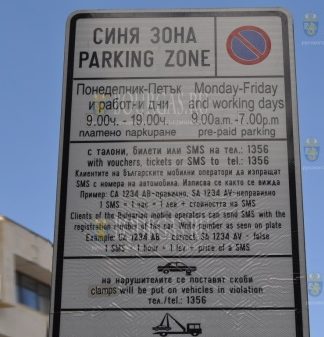 СИНЯ ЗОНА
PARKING ZONE
Понеделник-Петък Monday-Friday
и работни дни and working days
9.00ч. - 19.00ч. 9.00a.m.-7.00p.m
платено паркиране pre-paid parking
с талони, билети или SMS на тел.: 1356
with vouchers, tickets or SMS to tel: 1356
Клиентите на българските мобилни оператори да изпращат
SMS с номера на автомобила. Изписва се както се вижда
Пример: CA 1234 AB-правилно, SA 1234 AV-
1 SMS = 1 час = 1 лев + стойността на SMS
Clients of the Bulgarian mobile operators can send SMS with the
registration number of the car. Write number as seen on plate
Example: CA 1234 AB - correct, SA 1234 AV - false
1 SMS = 1 hour = 1 lev + price of a SMS
на нарушителите се поставят скоби
clamps will be put on vehicles in violation
тел./tel.: 1356